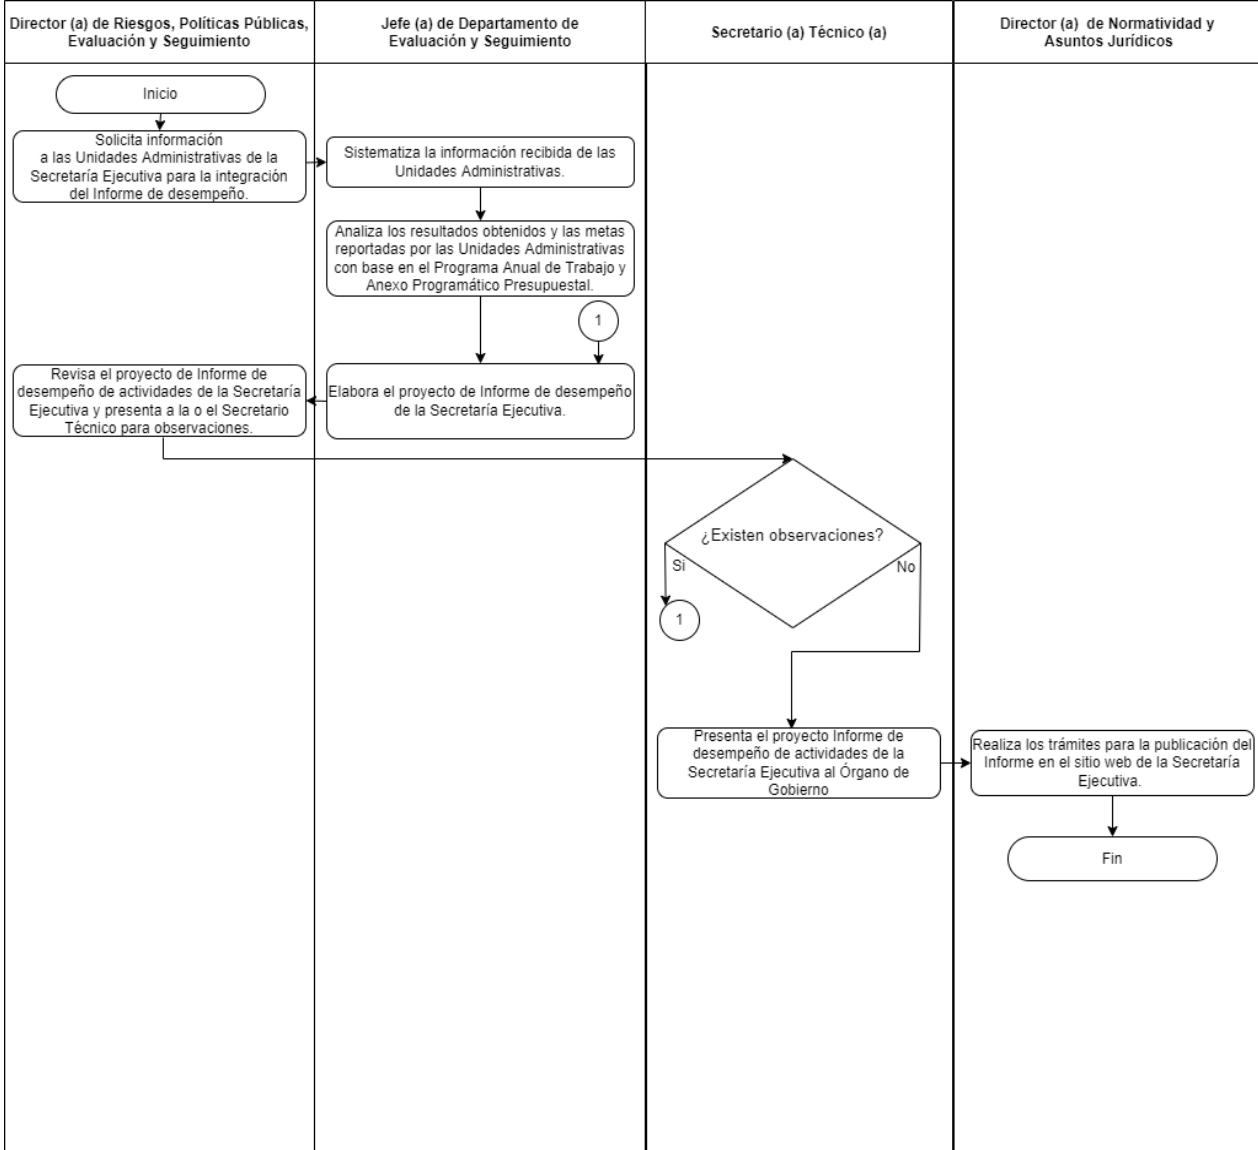 Director (a) de Riesgos, Políticas Públicas,
Evaluación y Seguimiento
Jefe (a) de Departamento de
Evaluación y Seguimiento
Secretario (a) Técnico (a)
Director (a) de Normatividad y
Asuntos Jurídicos
Inicio
Solicita información
a las Unidades Administrativas de la
Secretaría Ejecutiva para la integración
del Informe de desempeño.
Sistematiza la información recibida de las
Unidades Administrativas.
Analiza los resultados obtenidos y las metas
reportadas por las Unidades Administrativas
con base en el Programa Anual de Trabajo y
Anexo Programático Presupuestal.
1
Elabora el proyecto de Informe de desempeño
de la Secretaría Ejecutiva.
Revisa el proyecto de Informe de
desempeño de actividades de la Secretaría
Ejecutiva y presenta a la o el Secretario
Técnico para observaciones.
¿Existen observaciones?
Si
No
1
Presenta el proyecto Informe de
desempeño de actividades de la
Secretaría Ejecutiva al Órgano de
Gobierno
Realiza los trámites para la publicación del
Informe en el sitio web de la Secretaría
Ejecutiva.
Fin